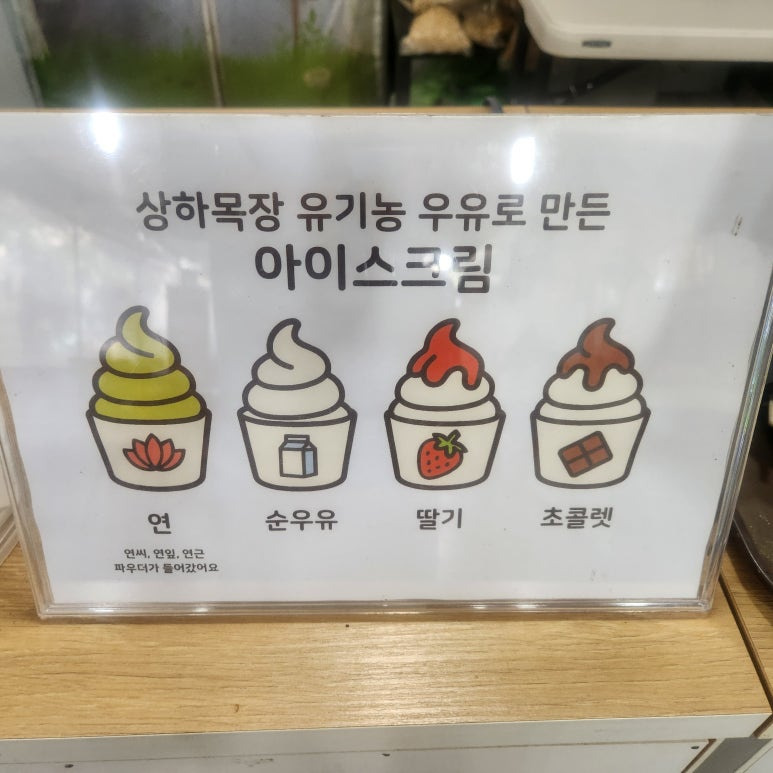 상하목장 유기농 우유로 만든
아이스크림
연
순우유
딸기
초콜렛
연씨, 연잎, 연근
파우더가 들어갔어요